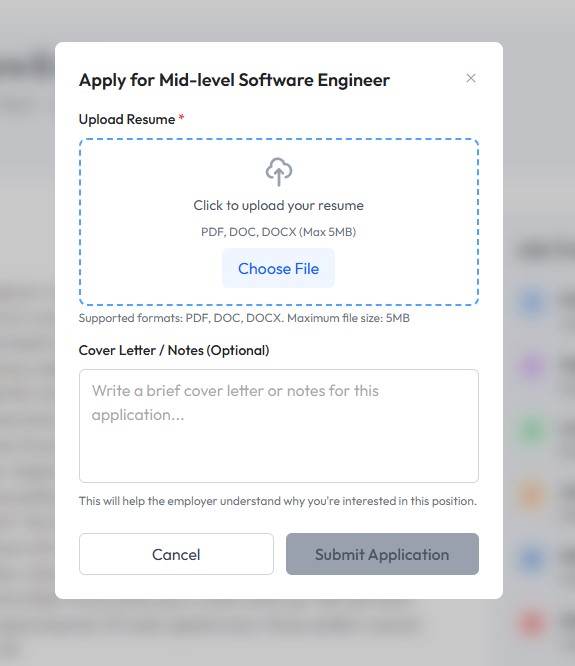 Apply for Mid-level Software Engineer
Upload Resume *
Click to upload your resume
PDF, DOC, DOCX (Max 5MB)
Choose File
Supported formats: PDF, DOC, DOCX. Maximum file size: 5MB
Cover Letter / Notes (Optional)
Write a brief cover letter or notes for this
application...
This will help the employer understand why you're interested in this position.
Cancel
Submit Application